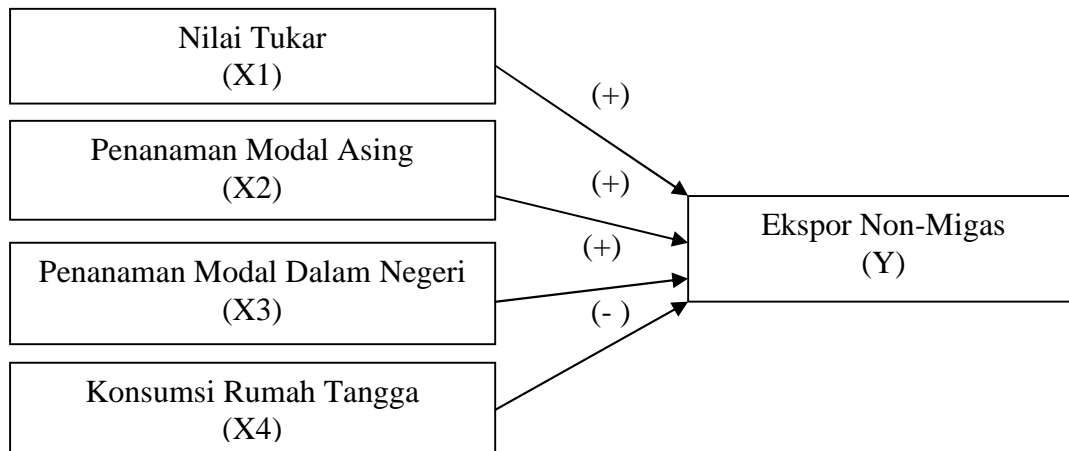 Nilai Tukar
(X1)
(+)
Penanaman Modal Asing
(X2)
(+)
Ekspor Non-Migas
(Y)
(+)
Penanaman Modal Dalam Negeri
(X3)
(- )
Konsumsi Rumah Tangga
(X4)